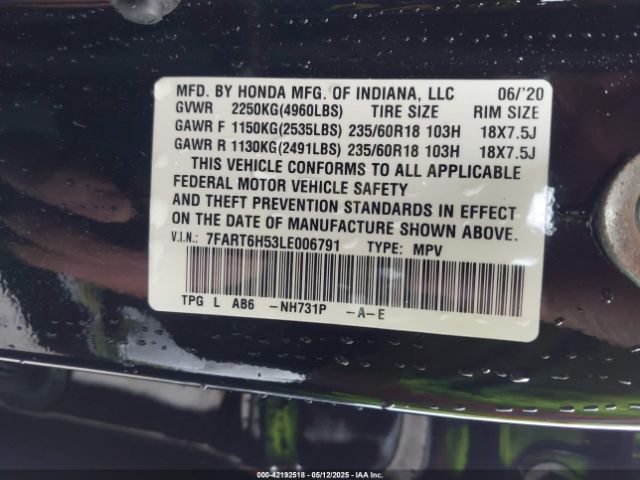 MFD. BY HONDA MFG. OF INDIANA, LLC 06/'20
GVWR 2250KG(4960LBS) TIRE SIZE RIM SIZE
GAWR F 1150KG(2535LBS) 235/60R18 103H 18X7.5J
GAWR R 1130KG(2491LBS) 235/60R18 103H 18X7.5J
THIS VEHICLE CONFORMS TO ALL APPLICABLE
FEDERAL MOTOR VEHICLE SAFETY
AND THEFT PREVENTION STANDARDS IN EFFECT
ON THE DATE OF MANUFACTURE SHOWN ABOVE.
V.I.N.: 7FART6H53LE006791 TYPE: MPV
TPG L AB6 -NH731P -A-E
000-42192518 - 05/12/2025 - IAA Inc.